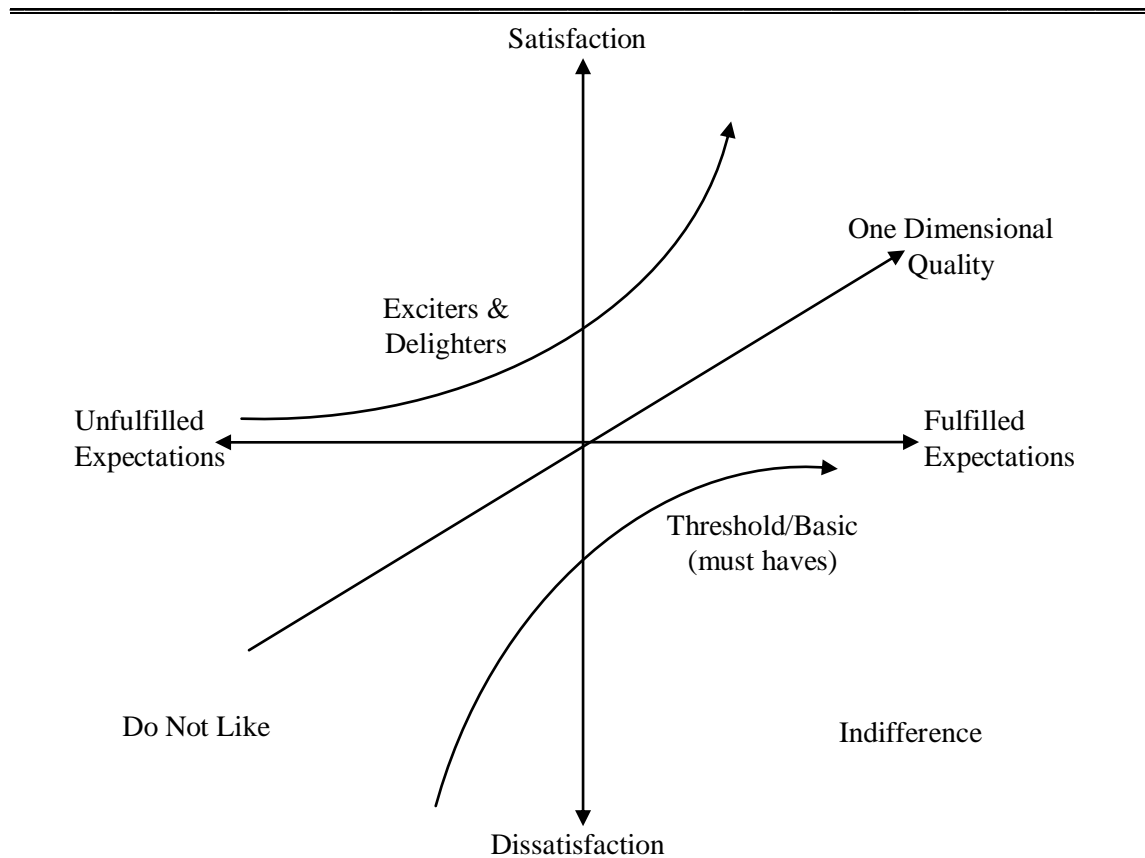 Satisfaction
One Dimensional
Quality
Exciters &
Delighters
Unfulfilled
Expectations
Fulfilled
Expectations
Threshold/Basic
(must haves)
Do Not Like
Indifference
Dissatisfaction